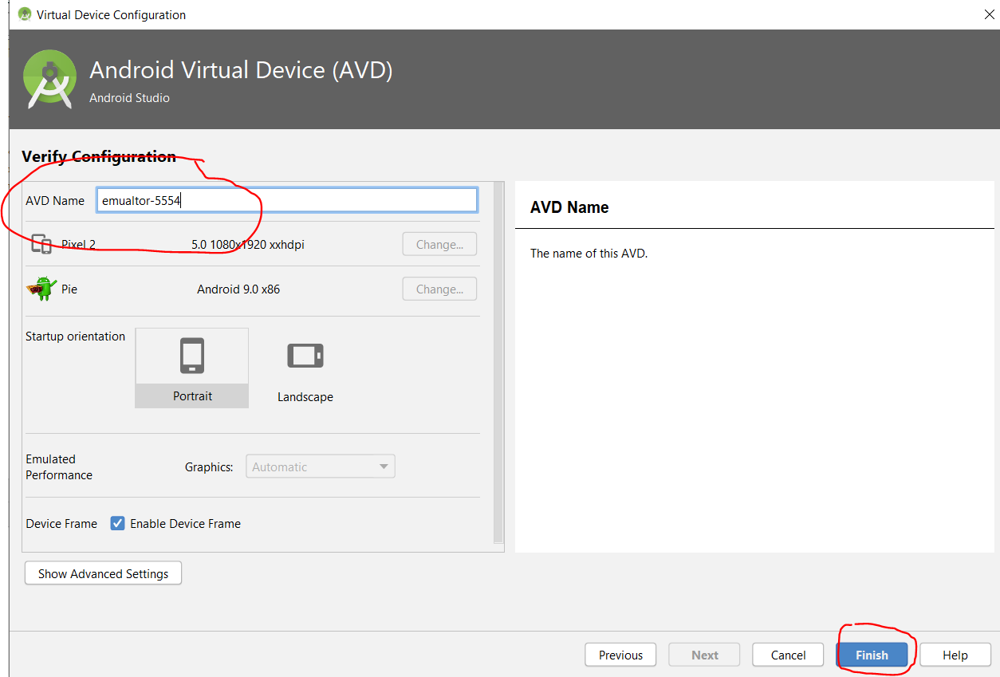 Virtual Device Configuration
Android Virtual Device (AVD)
Android Studio
Verify Configuration
AVD Name emualtor-5554
Pixel 2 5.0 1080x1920 xxhdpi Change...
Pie Android 9.0 x86 Change...
Startup orientation
Portrait
Landscape
Emulated
Performance
Graphics: Automatic
Device Frame Enable Device Frame
Show Advanced Settings
AVD Name
The name of this AVD.
Previous Next Cancel Finish Help